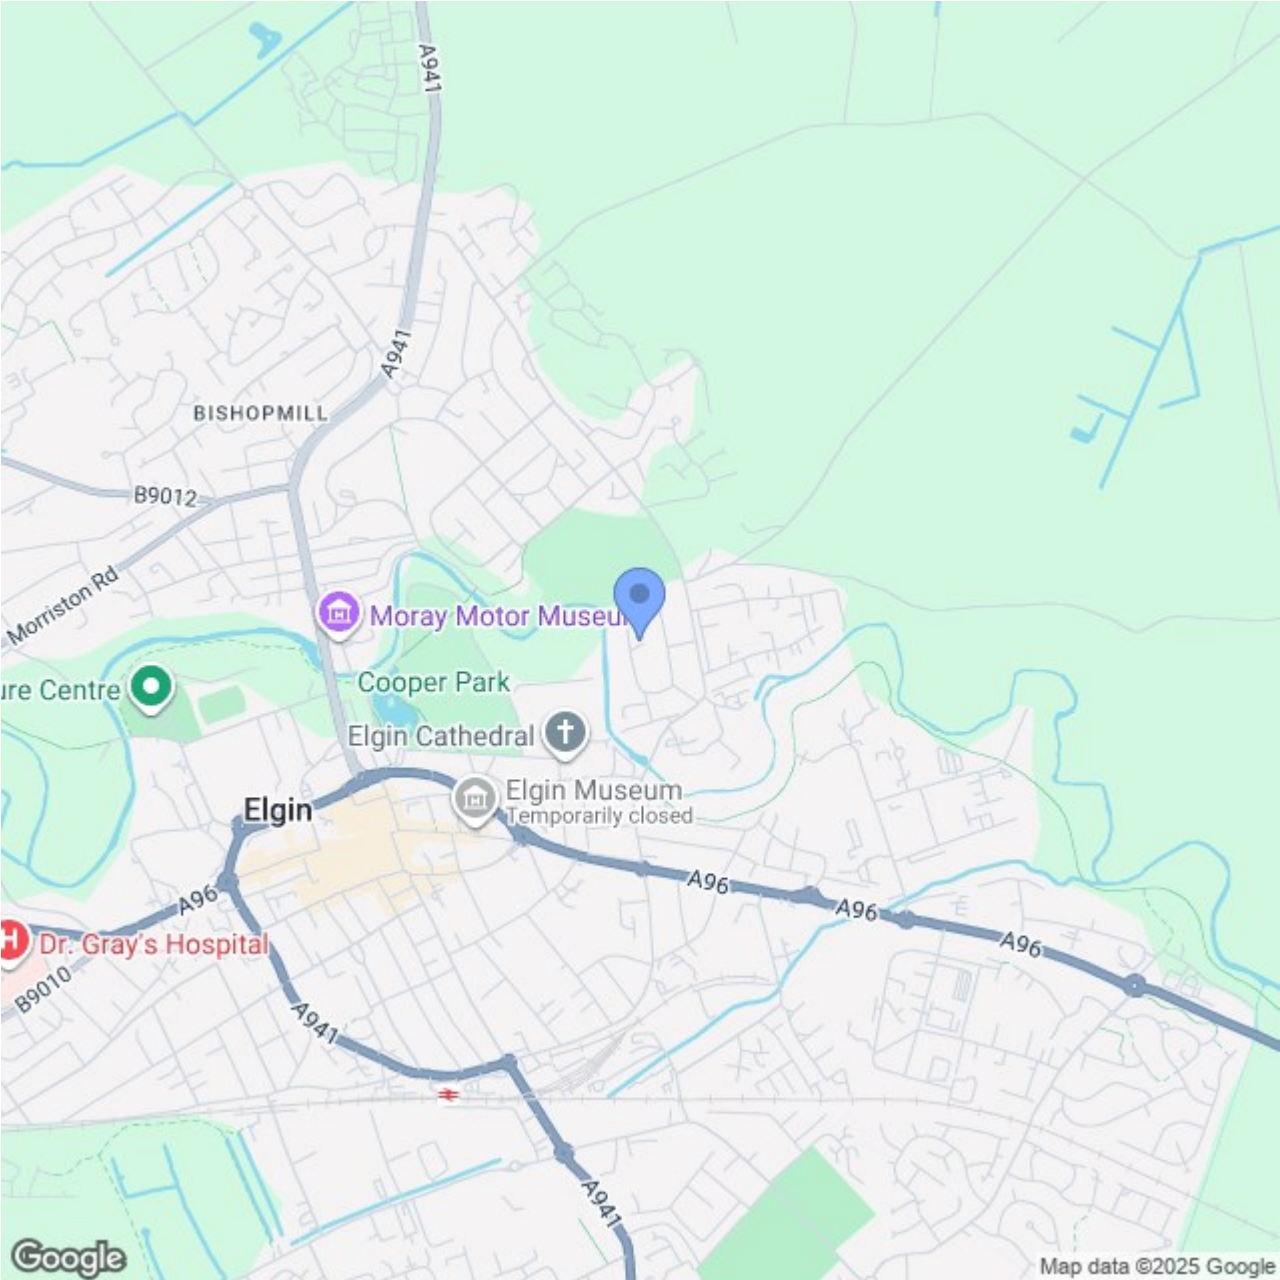 A941
A941
BISHOPMILL
B9012
Morriston Rd
Moray Motor Museu
Cooper Park
ure Centre
Elgin Cathedral
Elgin Museum
Temporarily closed
Elgin
A96
A96
A96
A96
H
Dr. Gray's Hospital
B9010
A941
A941
Google
Map data ©2025 Google